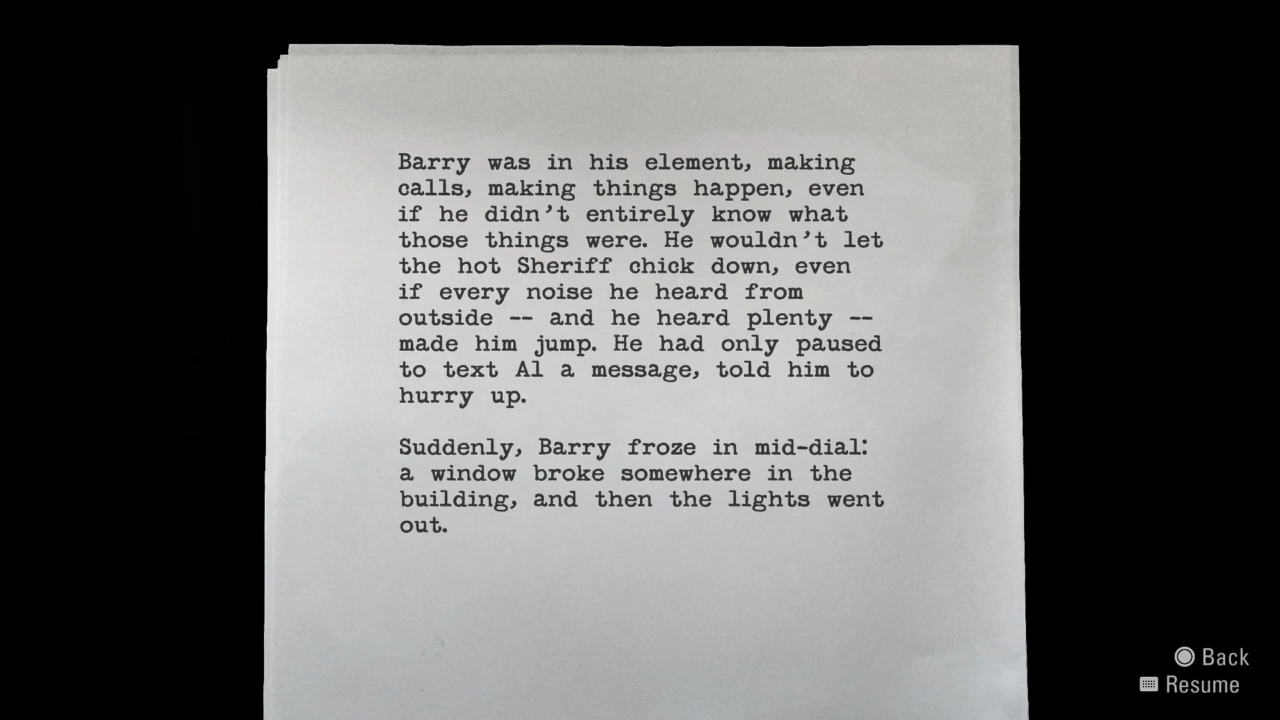 Barry was in his element, making
calls, making things happen, even
if he didn't entirely know what
those things were. He wouldn't let
the hot Sheriff chick down, even
if every noise he heard from
outside -- and he heard plenty --
made him jump. He had only paused
to text Al a message, told him to
hurry up.
Suddenly, Barry froze in mid-dial:
a window broke somewhere in the
building, and then the lights went
out.
Back
Resume